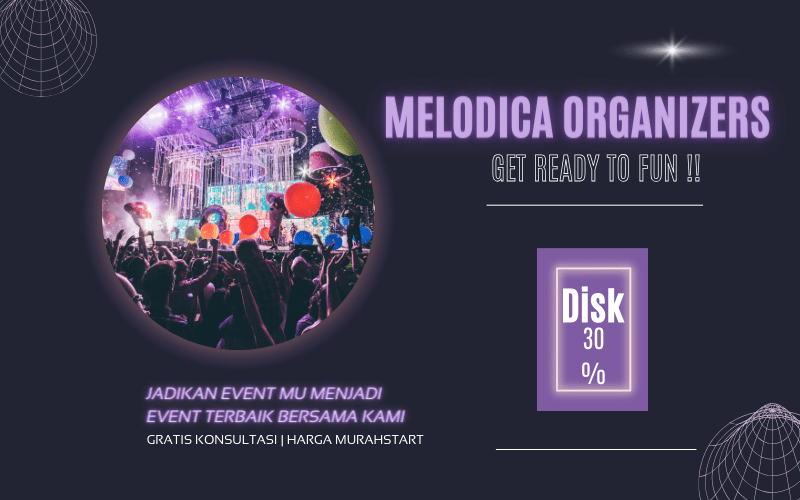 MELODICA ORGANIZERS
GET READY TO FUN !!
Disk
30
%
JADIKAN EVENT MU MENJADI
EVENT TERBAIK BERSAMA KAMI
GRATIS KONSULTASI | HARGA MURAHSTART